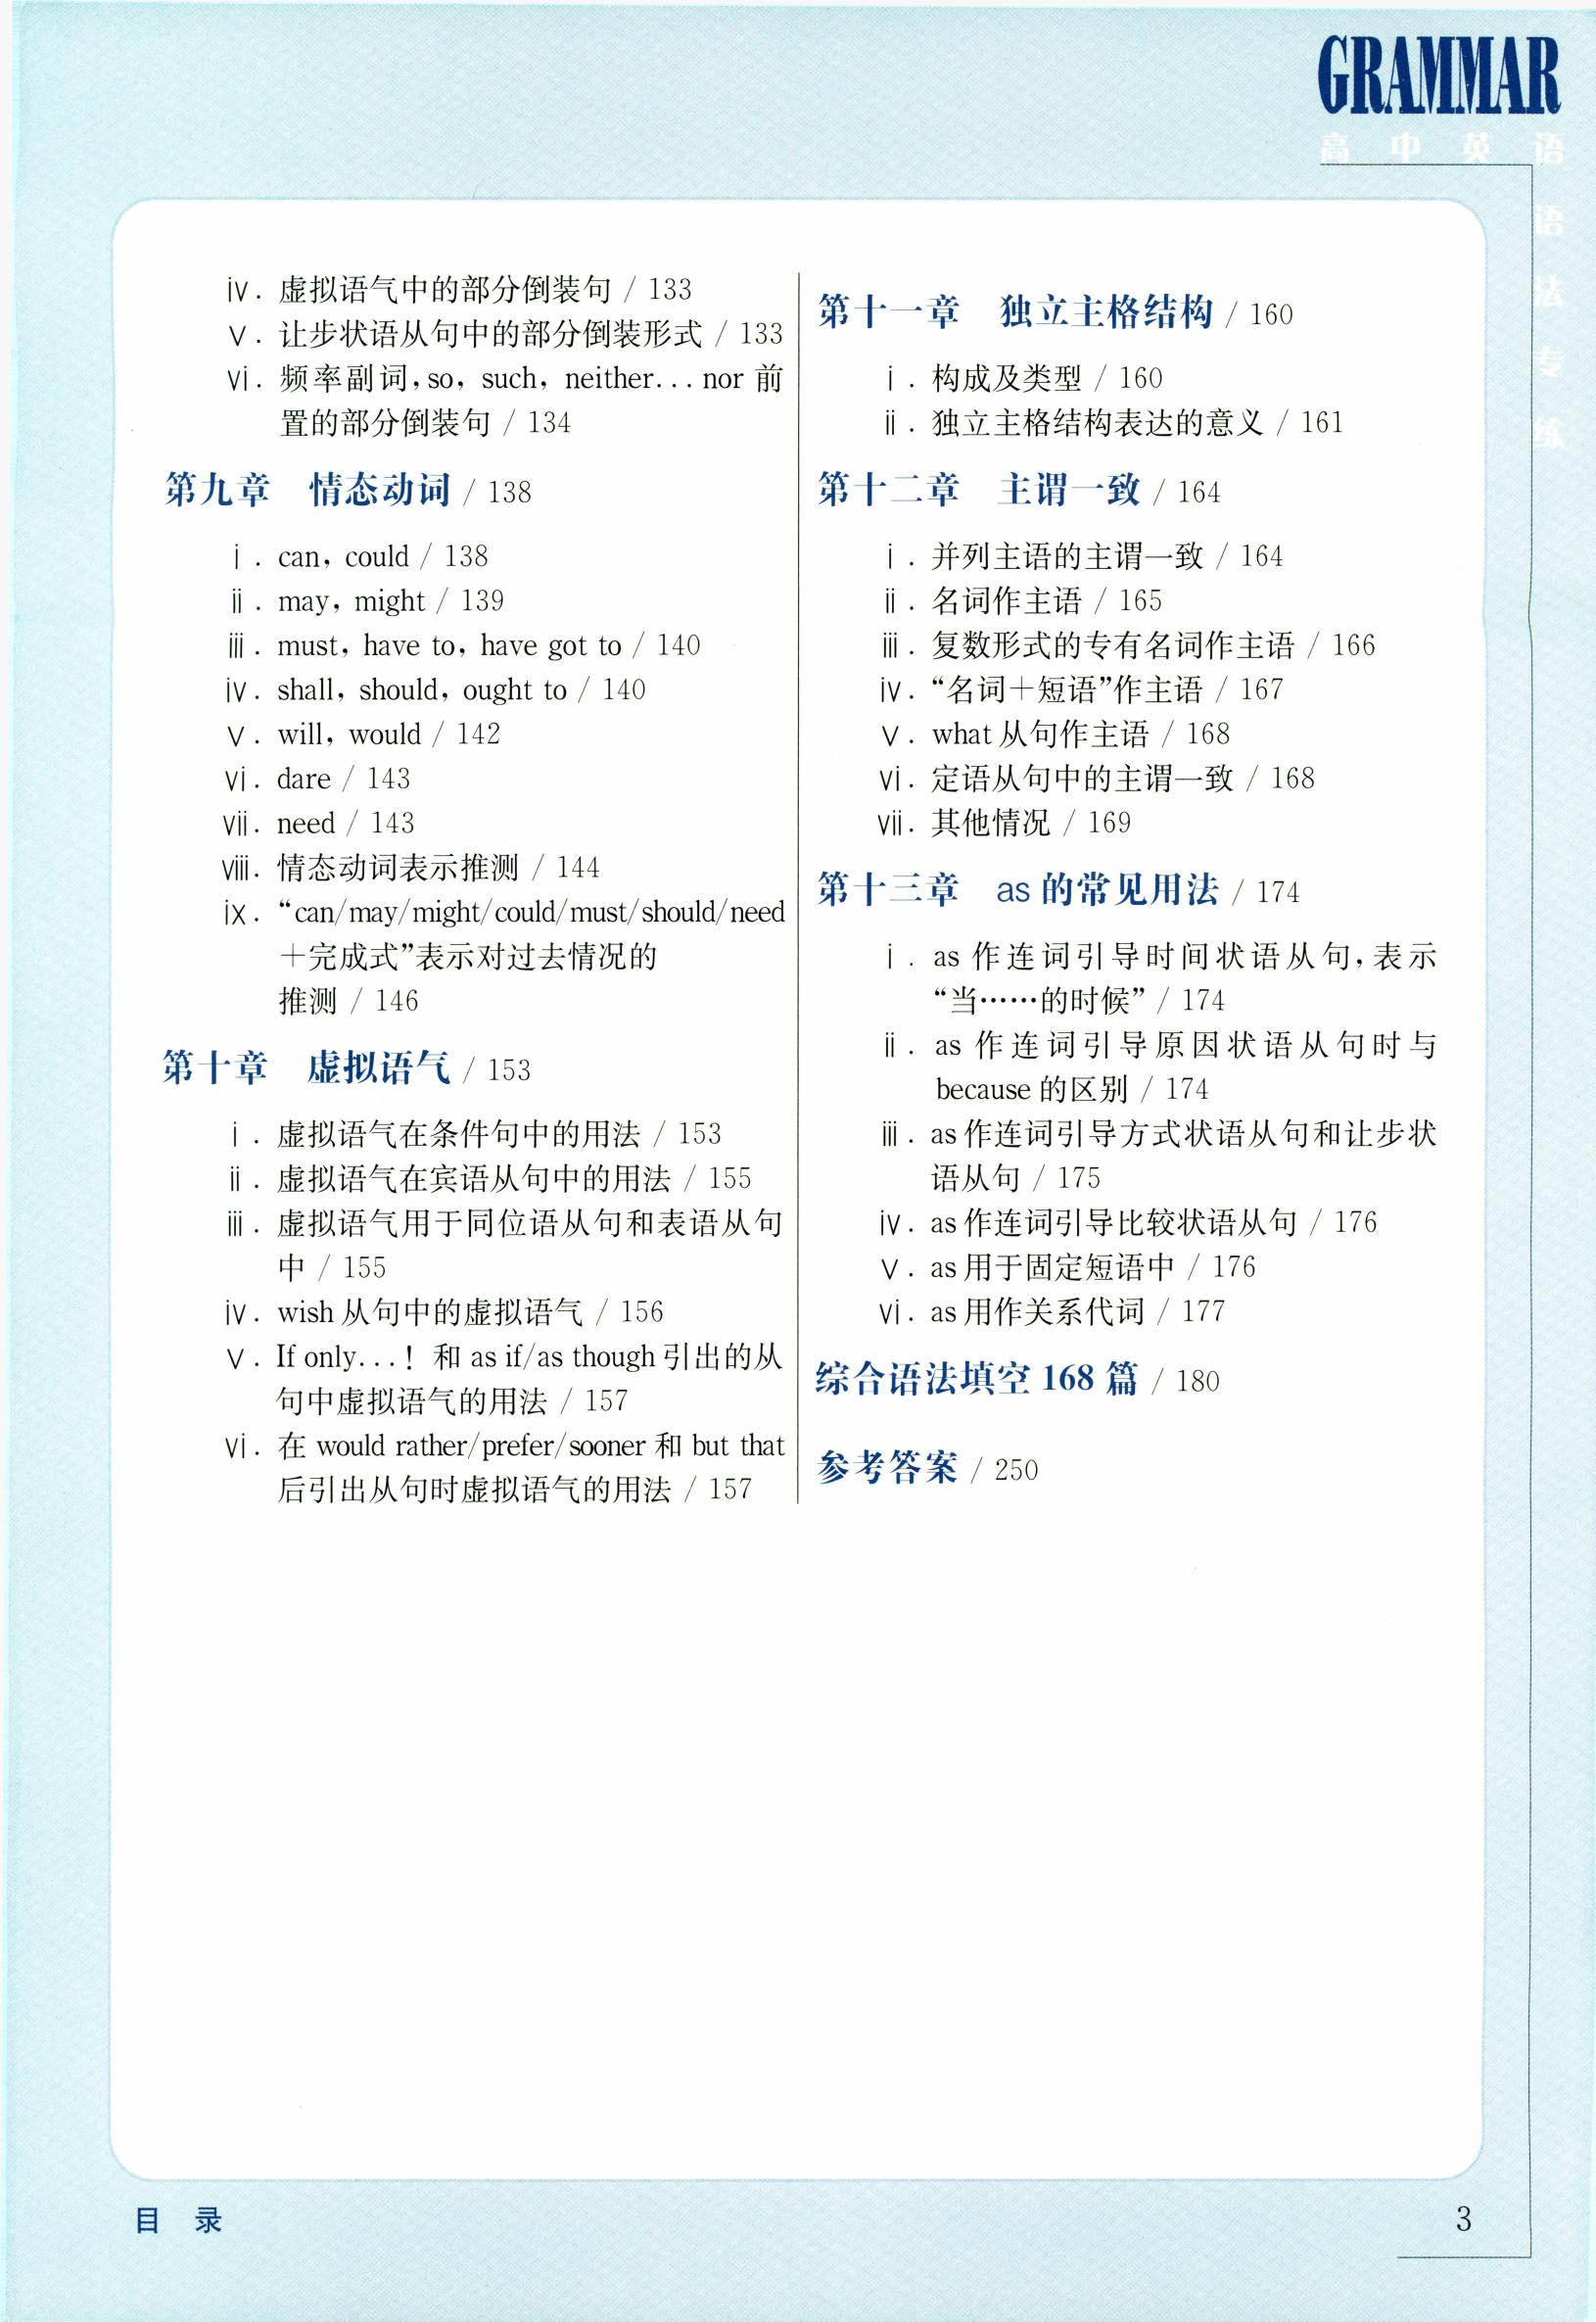 GRAMMAR
高中英语
语法专练
ⅳ. 虚拟语气中的部分倒装句 / 133
ⅴ. 让步状语从句中的部分倒装形式 / 133
ⅵ. 频率副词,so, such, neither...nor 前
置的部分倒装句 / 134
第九章 情态动词 / 138
ⅰ. can, could / 138
ⅱ. may, might / 139
ⅲ. must, have to, have got to / 140
ⅳ. shall, should, ought to / 140
ⅴ. will, would / 142
ⅵ. dare / 143
ⅶ. need / 143
ⅷ. 情态动词表示推测 / 144
ⅸ. “can/may/might/could/must/should/need
+完成式”表示对过去情况的
推测 / 146
第十章 虚拟语气 / 153
ⅰ. 虚拟语气在条件句中的用法 / 153
ⅱ. 虚拟语气在宾语从句中的用法 / 155
ⅲ. 虚拟语气用于同位语从句和表语从句
中 / 155
ⅳ. wish 从句中的虚拟语气 / 156
ⅴ. If only...! 和 as if/as though 引出的从
句中虚拟语气的用法 / 157
ⅵ. 在 would rather/prefer/sooner 和 but that
后引出从句时虚拟语气的用法 / 157
第十一章 独立主格结构 / 160
ⅰ. 构成及类型 / 160
ⅱ. 独立主格结构表达的意义 / 161
第十二章 主谓一致 / 164
ⅰ. 并列主语的主谓一致 / 164
ⅱ. 名词作主语 / 165
ⅲ. 复数形式的专有名词作主语 / 166
ⅳ. “名词+短语”作主语 / 167
ⅴ. what 从句作主语 / 168
ⅵ. 定语从句中的主谓一致 / 168
ⅶ. 其他情况 / 169
第十三章 as 的常见用法 / 174
ⅰ. as 作连词引导时间状语从句,表示
“当……的时候” / 174
ⅱ. as 作连词引导原因状语从句时与
because 的区别 / 174
ⅲ. as 作连词引导方式状语从句和让步状
语从句 / 175
ⅳ. as 作连词引导比较状语从句 / 176
ⅴ. as 用于固定短语中 / 176
ⅵ. as 用作关系代词 / 177
综合语法填空 168 篇 / 180
参考答案 / 250
目 录
3